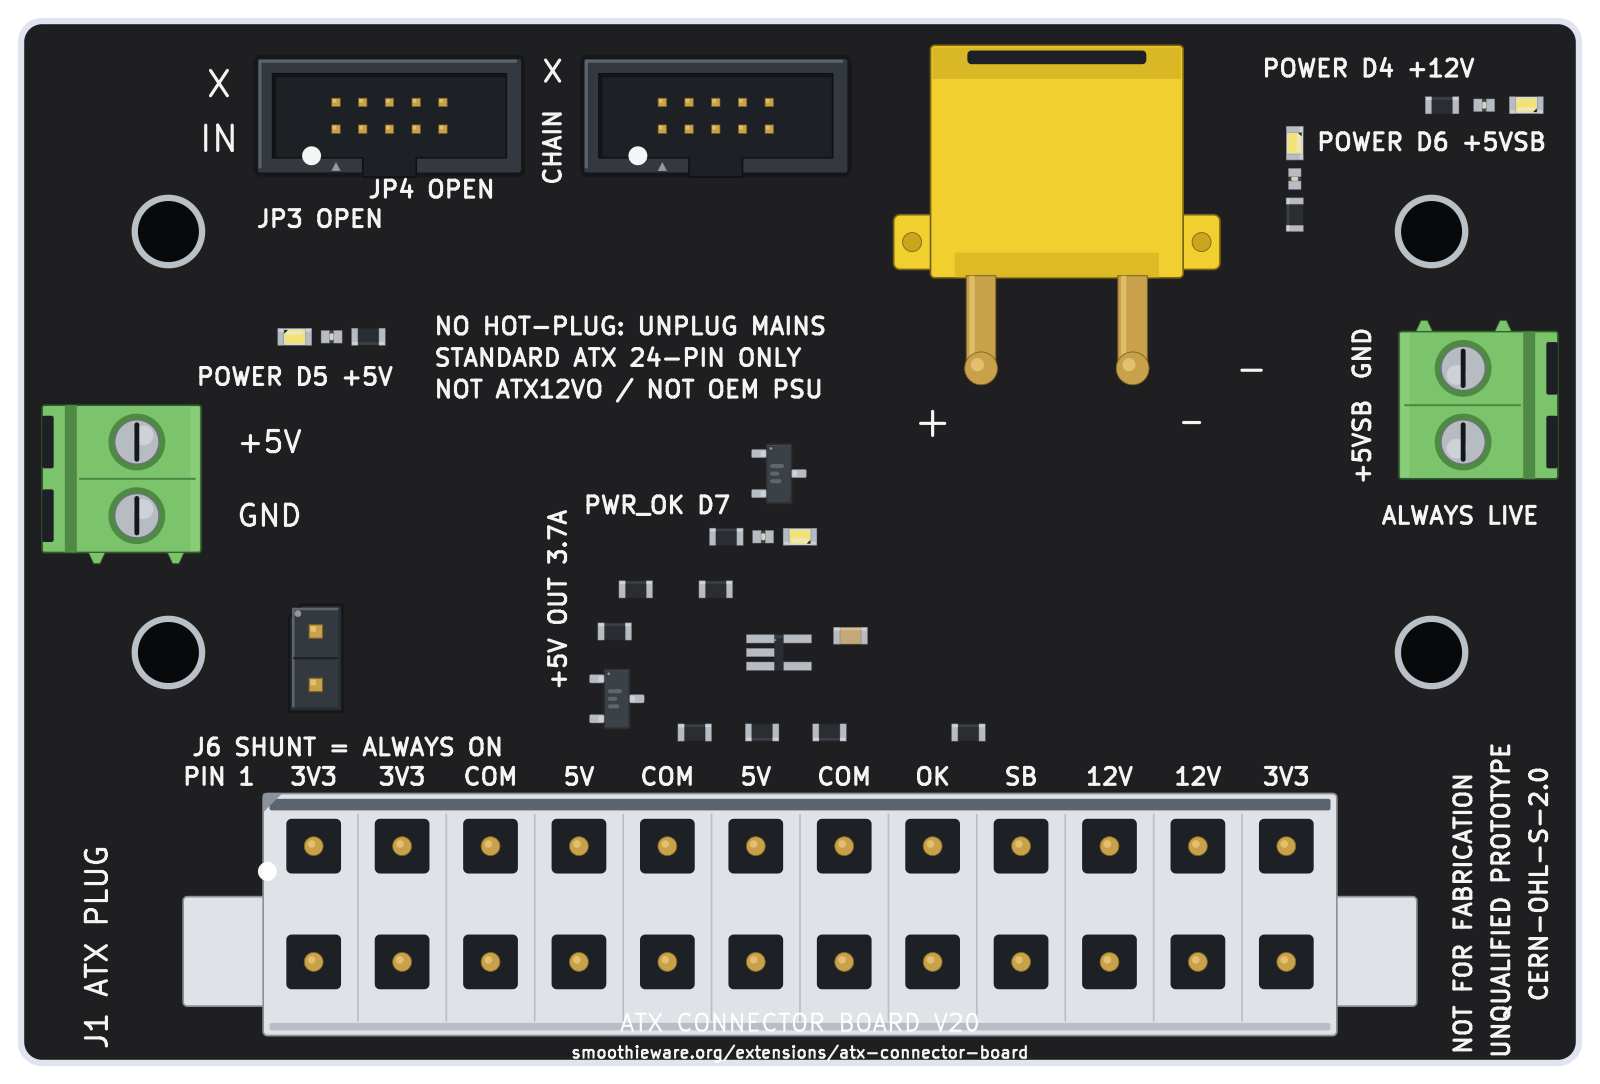 X
IN
X
CHAIN
JP4 OPEN
JP3 OPEN
POWER D4 +12V
POWER D6 +5VSB
NO HOT-PLUG: UNPLUG MAINS
STANDARD ATX 24-PIN ONLY
NOT ATX12VO / NOT OEM PSU
POWER D5 +5V
+5V
GND
+
-
-
GND
+5VSB
ALWAYS LIVE
PWR_OK D7
+5V OUT 3.7A
J6 SHUNT = ALWAYS ON
PIN 1 3V3 3V3 COM 5V COM 5V COM OK SB 12V 12V 3V3
J1 ATX PLUG
NOT FOR FABRICATION
UNQUALIFIED PROTOTYPE
CERN-OHL-S-2.0
ATX CONNECTOR BOARD V20
smoothieware.org/extensions/atx-connector-board